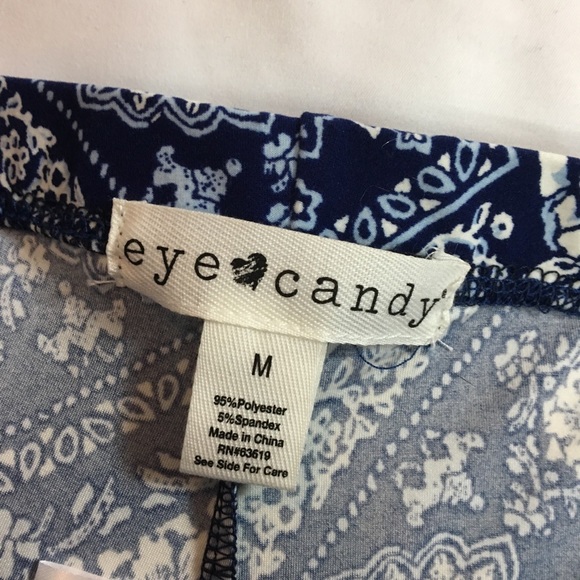 eye candy
M
95%Polyester
5%Spandex
Made in China
RN#63619
See Side For Care